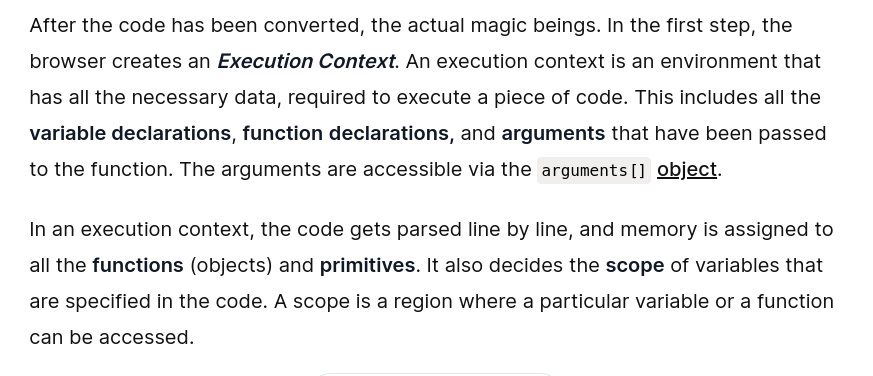 After the code has been converted, the actual magic beings. In the first step, the
browser creates an Execution Context. An execution context is an environment that
has all the necessary data, required to execute a piece of code. This includes all the
variable declarations, function declarations, and arguments that have been passed
to the function. The arguments are accessible via the arguments[] object.
In an execution context, the code gets parsed line by line, and memory is assigned to
all the functions (objects) and primitives. It also decides the scope of variables that
are specified in the code. A scope is a region where a particular variable or a function
can be accessed.